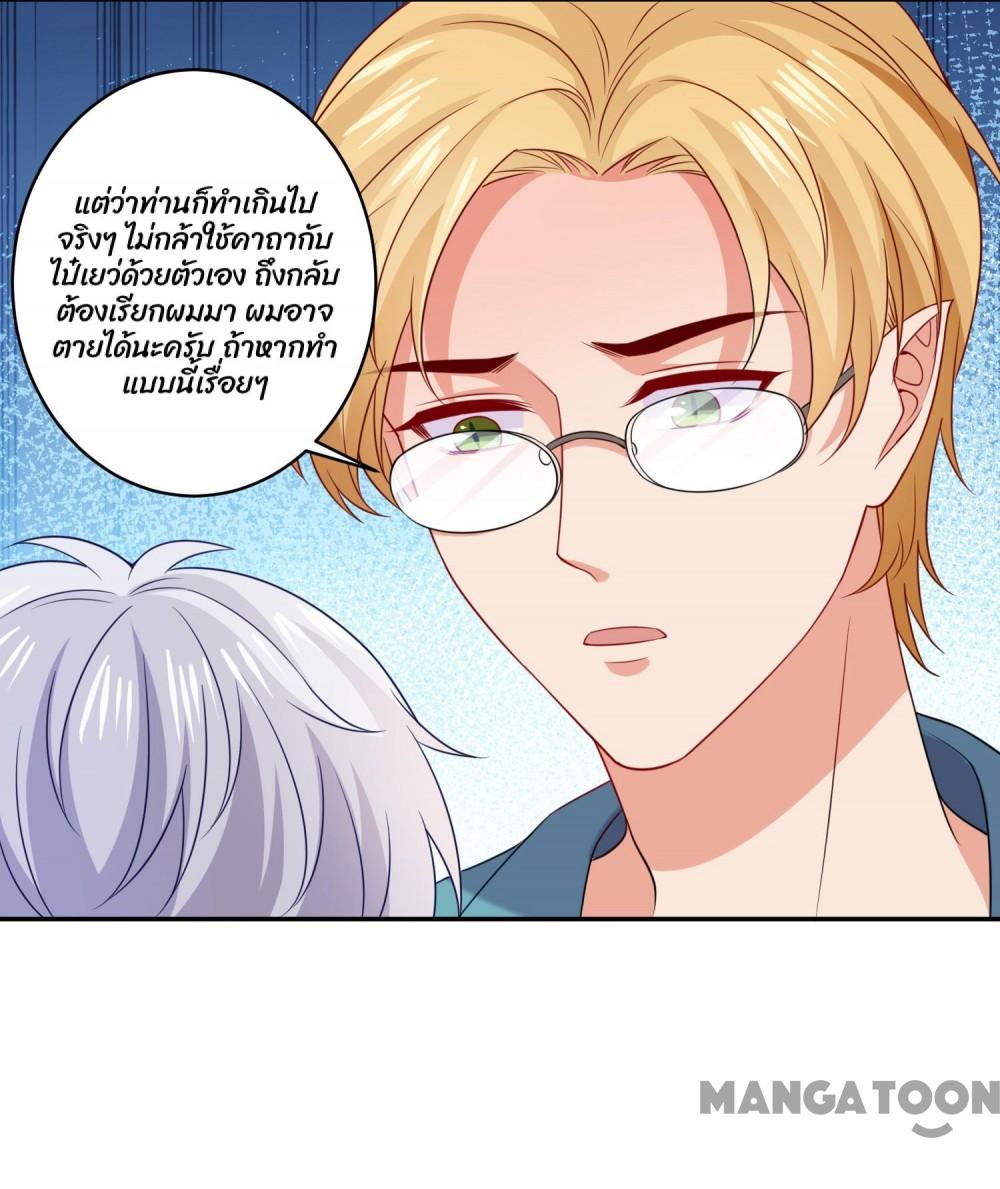 แต่ว่าท่านก็ทำเกินไป
จริงๆ ไม่กล้าใช้คาถากับ
ไป๋เยว่ด้วยตัวเอง ถึงกลับ
ต้องเรียกผมมา ผมอาจ
ตายได้นะครับ ถ้าหากทำ
แบบนี้เรื่อยๆ
MANGATOON